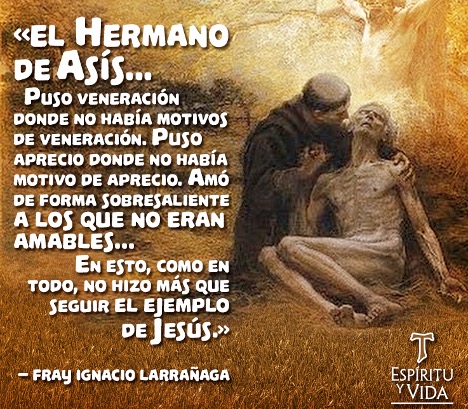 «EL HERMANO
DE ASÍS...
PUSO VENERACIÓN
DONDE NO HABÍA MOTIVOS
DE VENERACIÓN. PUSO
APRECIO DONDE NO HABÍA
MOTIVO DE APRECIO. AMÓ
DE FORMA SOBRESALIENTE
A LOS QUE NO ERAN
AMABLES...
EN ESTO, COMO EN
TODO, NO HIZO MÁS QUE
SEGUIR EL EJEMPLO
DE JESÚS.»
– FRAY IGNACIO LARRAÑAGA
ESPÍRITU
Y VIDA